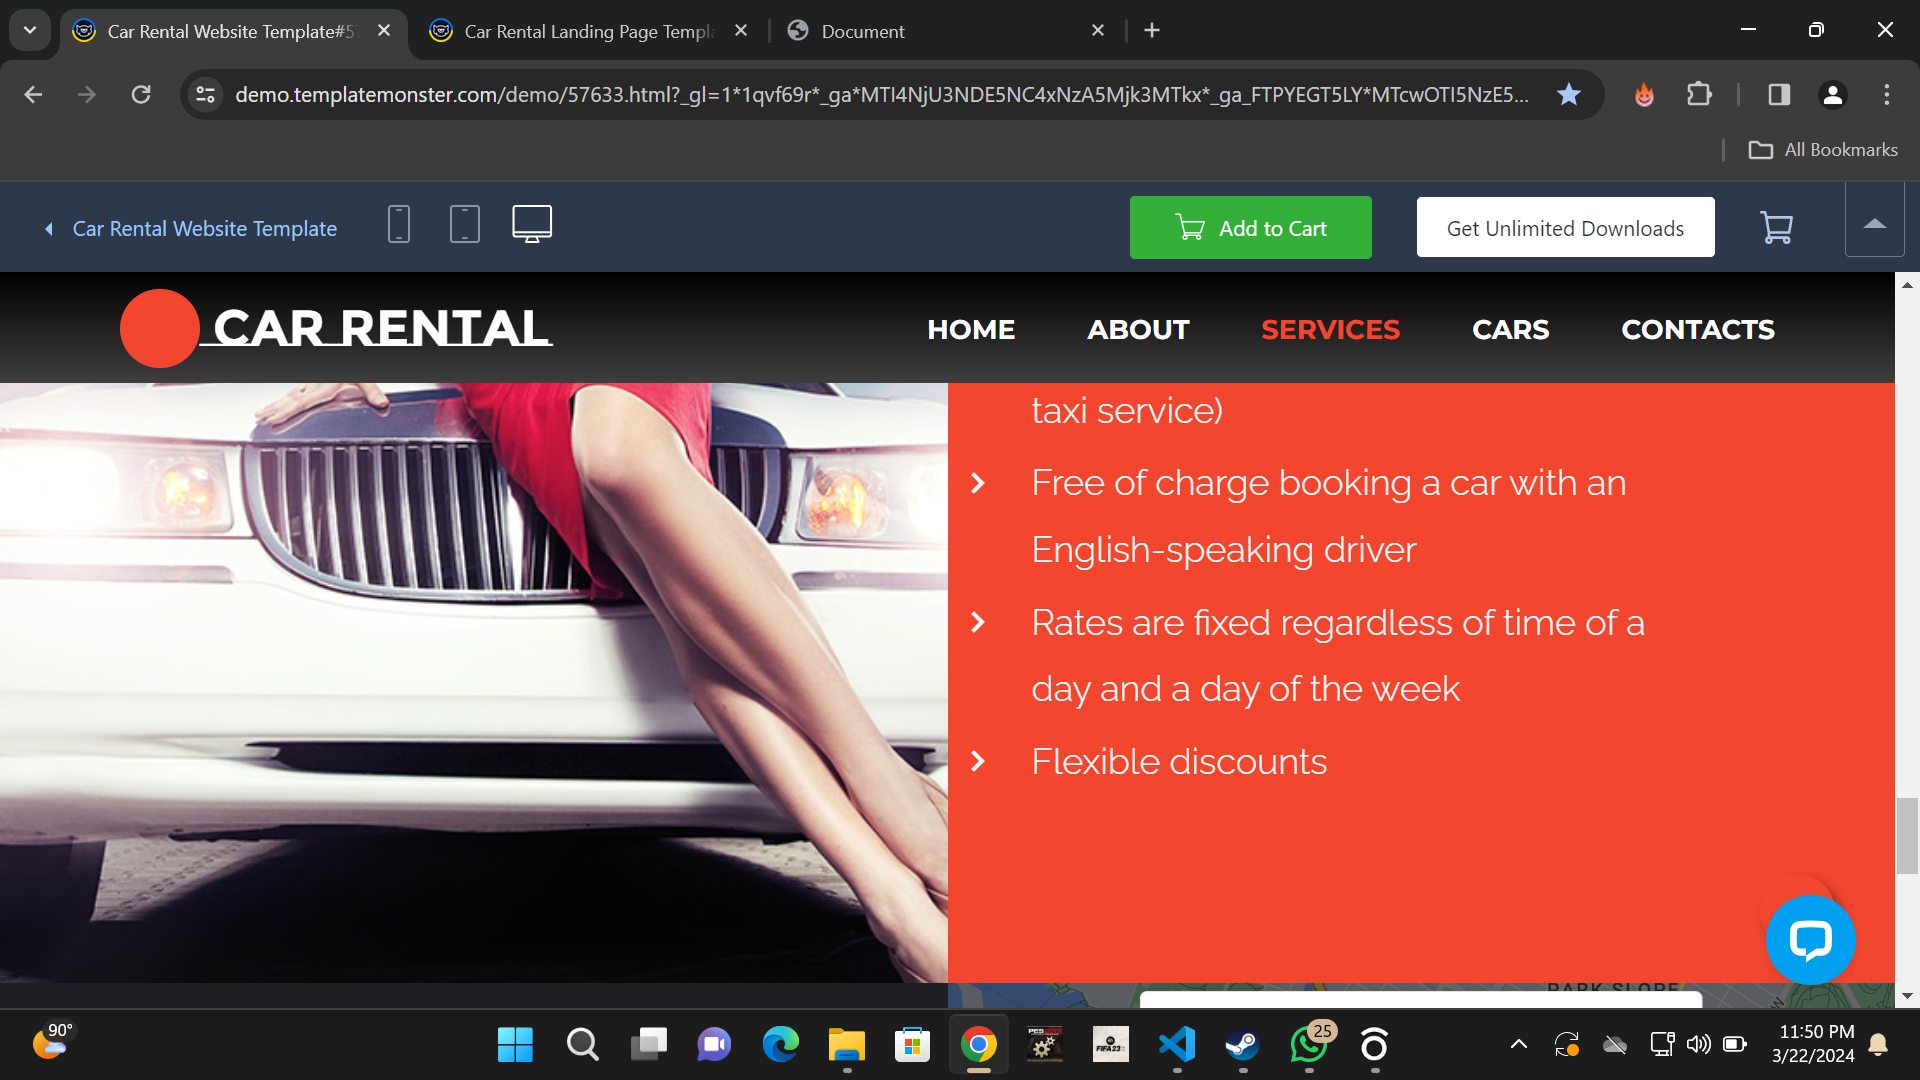 Car Rental Website Template#5
Car Rental Landing Page Templa
Document
demo.templatemonster.com/demo/57633.html?_gl=1*1qvf69r*_ga*MTI4NjU3NDE5NC4xNzA5Mjk3MTkx*_ga_FTPYEGT5LY*MTcwOTI5NzE5...
All Bookmarks
Car Rental Website Template
Add to Cart
Get Unlimited Downloads
CAR RENTAL
HOME
ABOUT
SERVICES
CARS
CONTACTS
taxi service)
Free of charge booking a car with an
English-speaking driver
Rates are fixed regardless of time of a
day and a day of the week
Flexible discounts
PARK SLOPE
90°
FIFA23
25
11:50 PM
3/22/2024